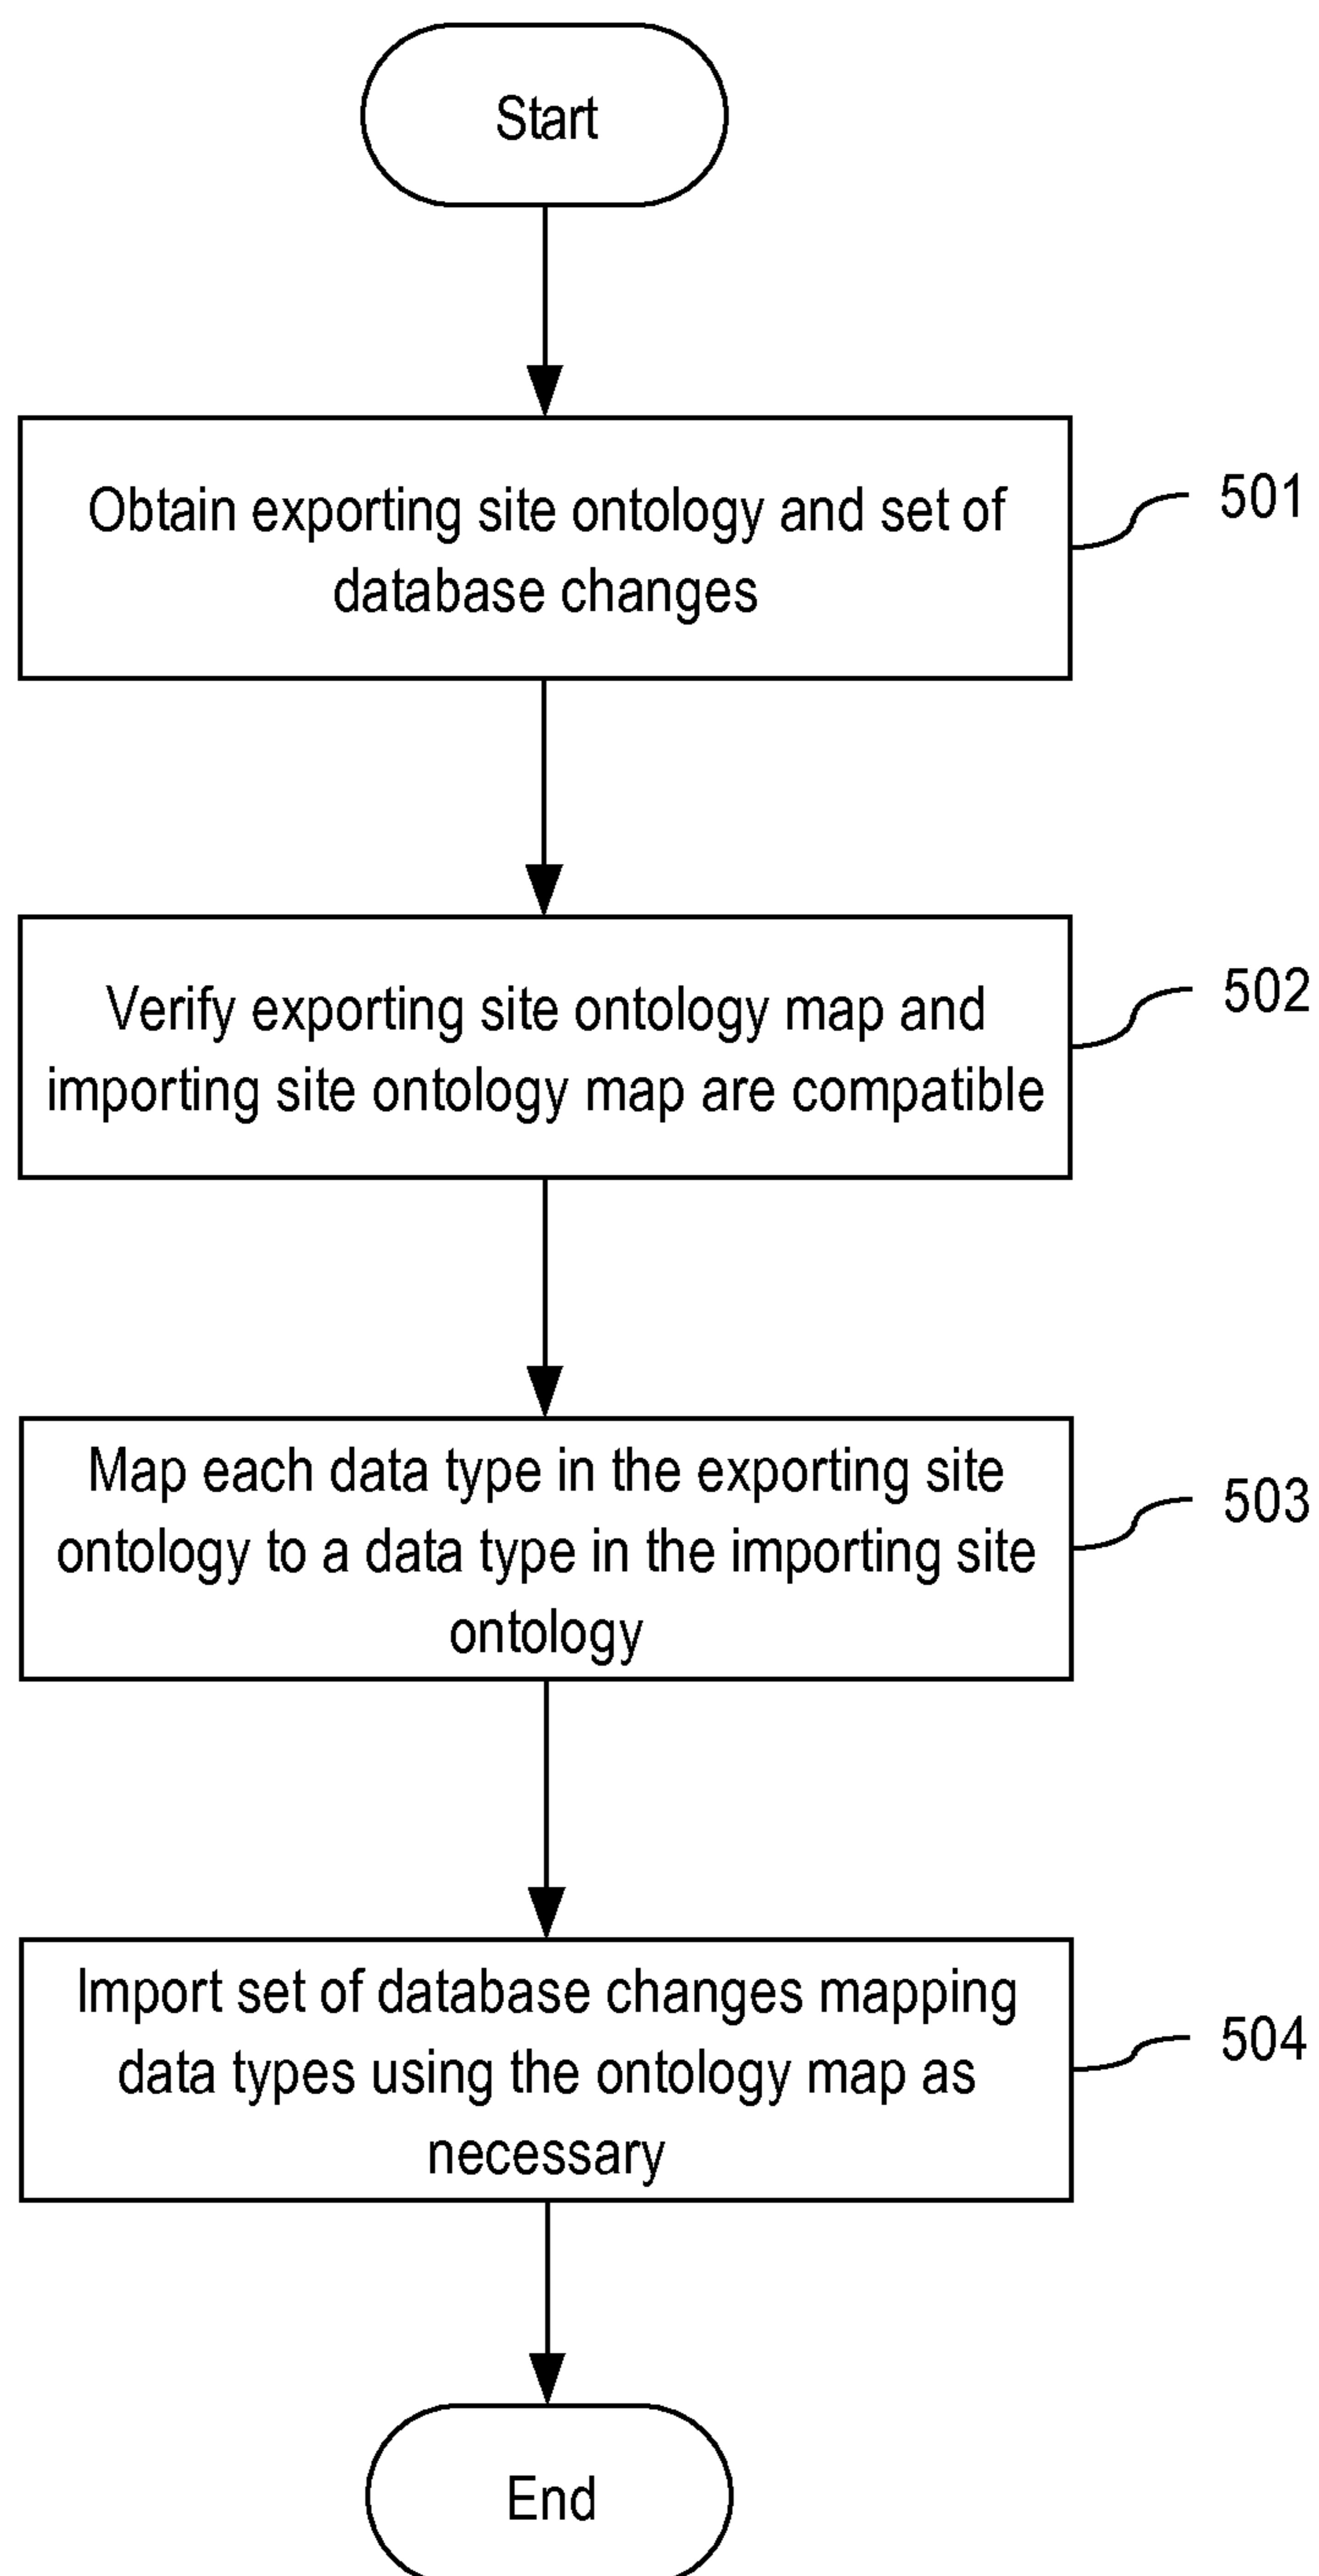 Start
Obtain exporting site ontology and set of
database changes
501
Verify exporting site ontology map and
importing site ontology map are compatible
502
Map each data type in the exporting site
ontology to a data type in the importing site
ontology
503
Import set of database changes mapping
data types using the ontology map as
necessary
504
End